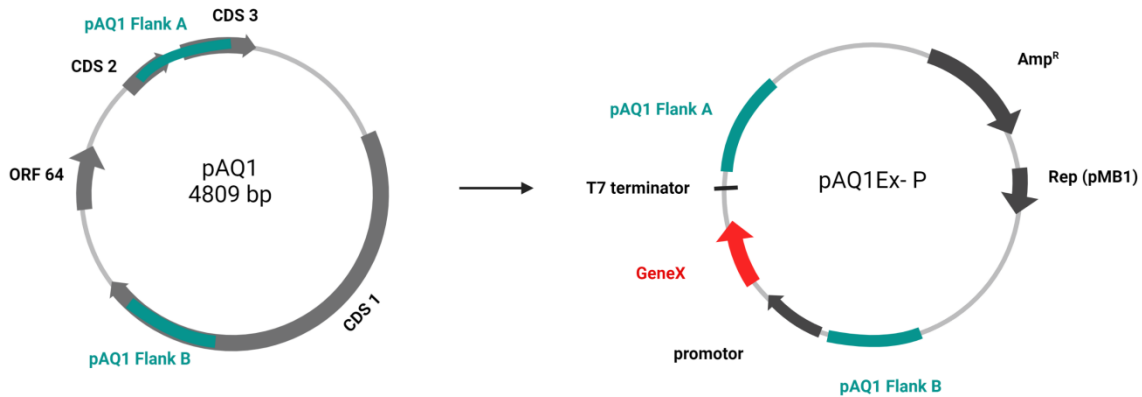 CDS 3
pAQ1 Flank A
CDS 2
ORF 64
pAQ1
4809 bp
CDS 1
pAQ1 Flank B
Amp^R
pAQ1 Flank A
T7 terminator
pAQ1Ex- P
Rep (pMB1)
GeneX
promotor
pAQ1 Flank B